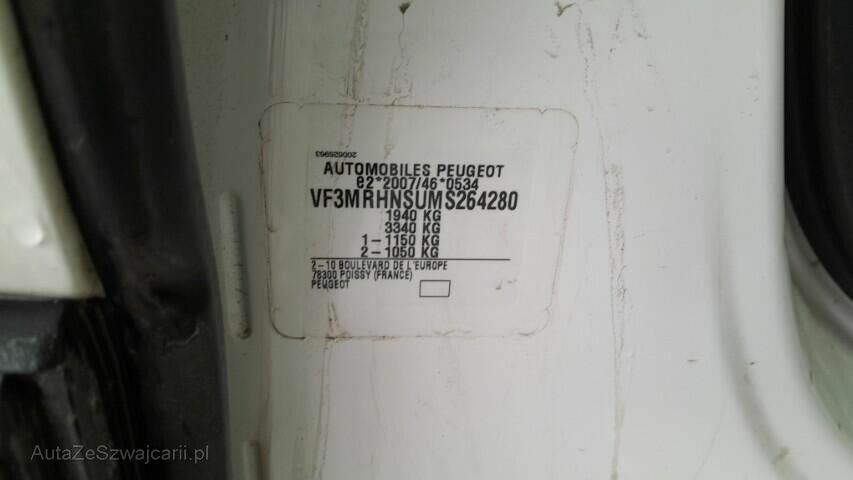 200625953
AUTOMOBILES PEUGEOT
e2*2007/46*0534
VF3MRHNSUMS264280
1940 KG
3340 KG
1-1150 KG
2-1050 KG
2-10 BOULEVARD DE L'EUROPE
78300 POISSY (FRANCE)
PEUGEOT
AutaZeSzwajcarii.pl